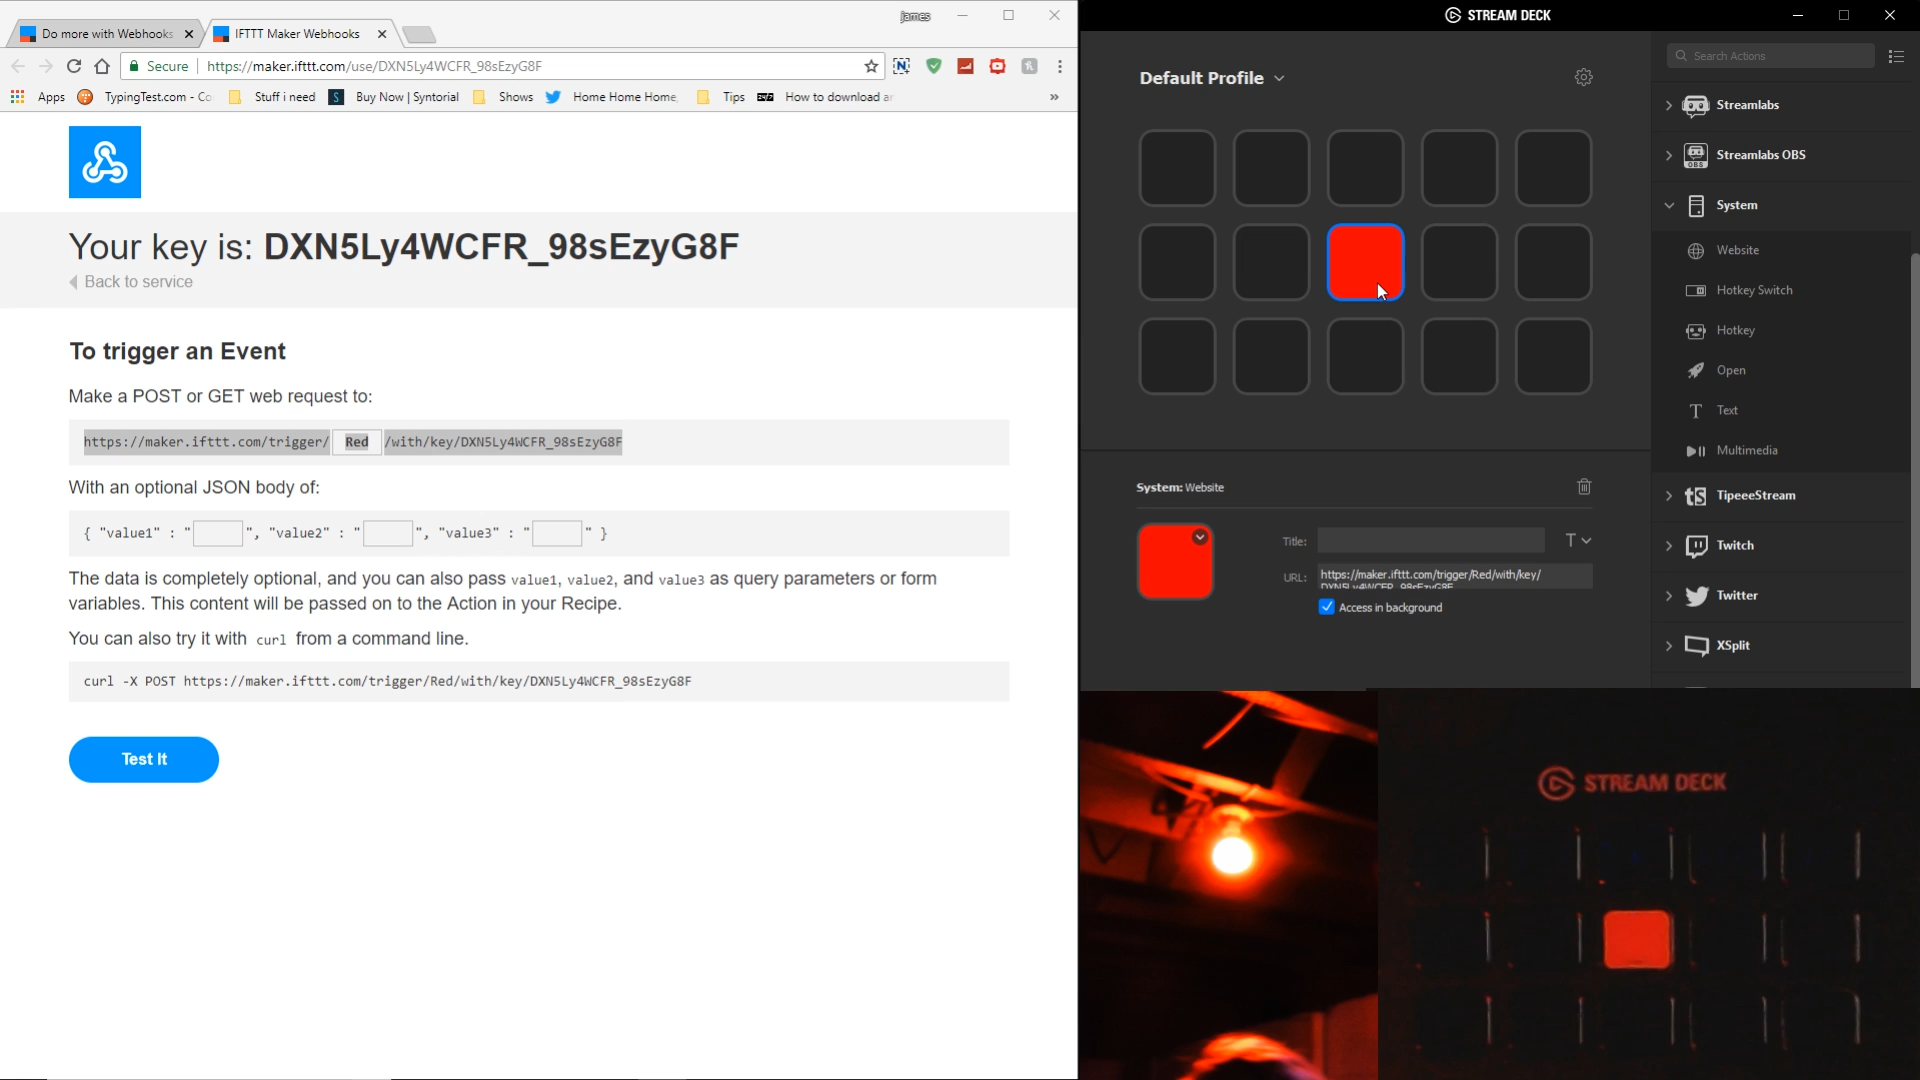 james
Do more with Webhooks
IFTTT Maker Webhooks
Secure
https://maker.ifttt.com/use/DXN5Ly4WCFR_98sEzyG8F
Apps
TypingTest.com - Co
Stuff i need
Buy Now | Syntorial
Shows
Home Home Home
Tips
How to download ar
Your key is: DXN5Ly4WCFR_98sEzyG8F
Back to service
To trigger an Event
Make a POST or GET web request to:
https://maker.ifttt.com/trigger/ Red /with/key/DXN5Ly4WCFR_98sEzyG8F
With an optional JSON body of:
{ "value1" : " ", "value2" : " ", "value3" : " " }
The data is completely optional, and you can also pass value1, value2, and value3 as query parameters or form
variables. This content will be passed on to the Action in your Recipe.
You can also try it with curl from a command line.
curl -X POST https://maker.ifttt.com/trigger/Red/with/key/DXN5Ly4WCFR_98sEzyG8F
Test It
STREAM DECK
Default Profile
Search Actions
Streamlabs
OBS
Streamlabs OBS
System
Website
Hotkey Switch
Hotkey
Open
Text
Multimedia
TipeeeStream
Twitch
Twitter
XSplit
System: Website
Title:
T
URL:
https://maker.ifttt.com/trigger/Red/with/key/
DXN5Ly4WCFR_98sEzyG8F
Access in background
STREAM DECK